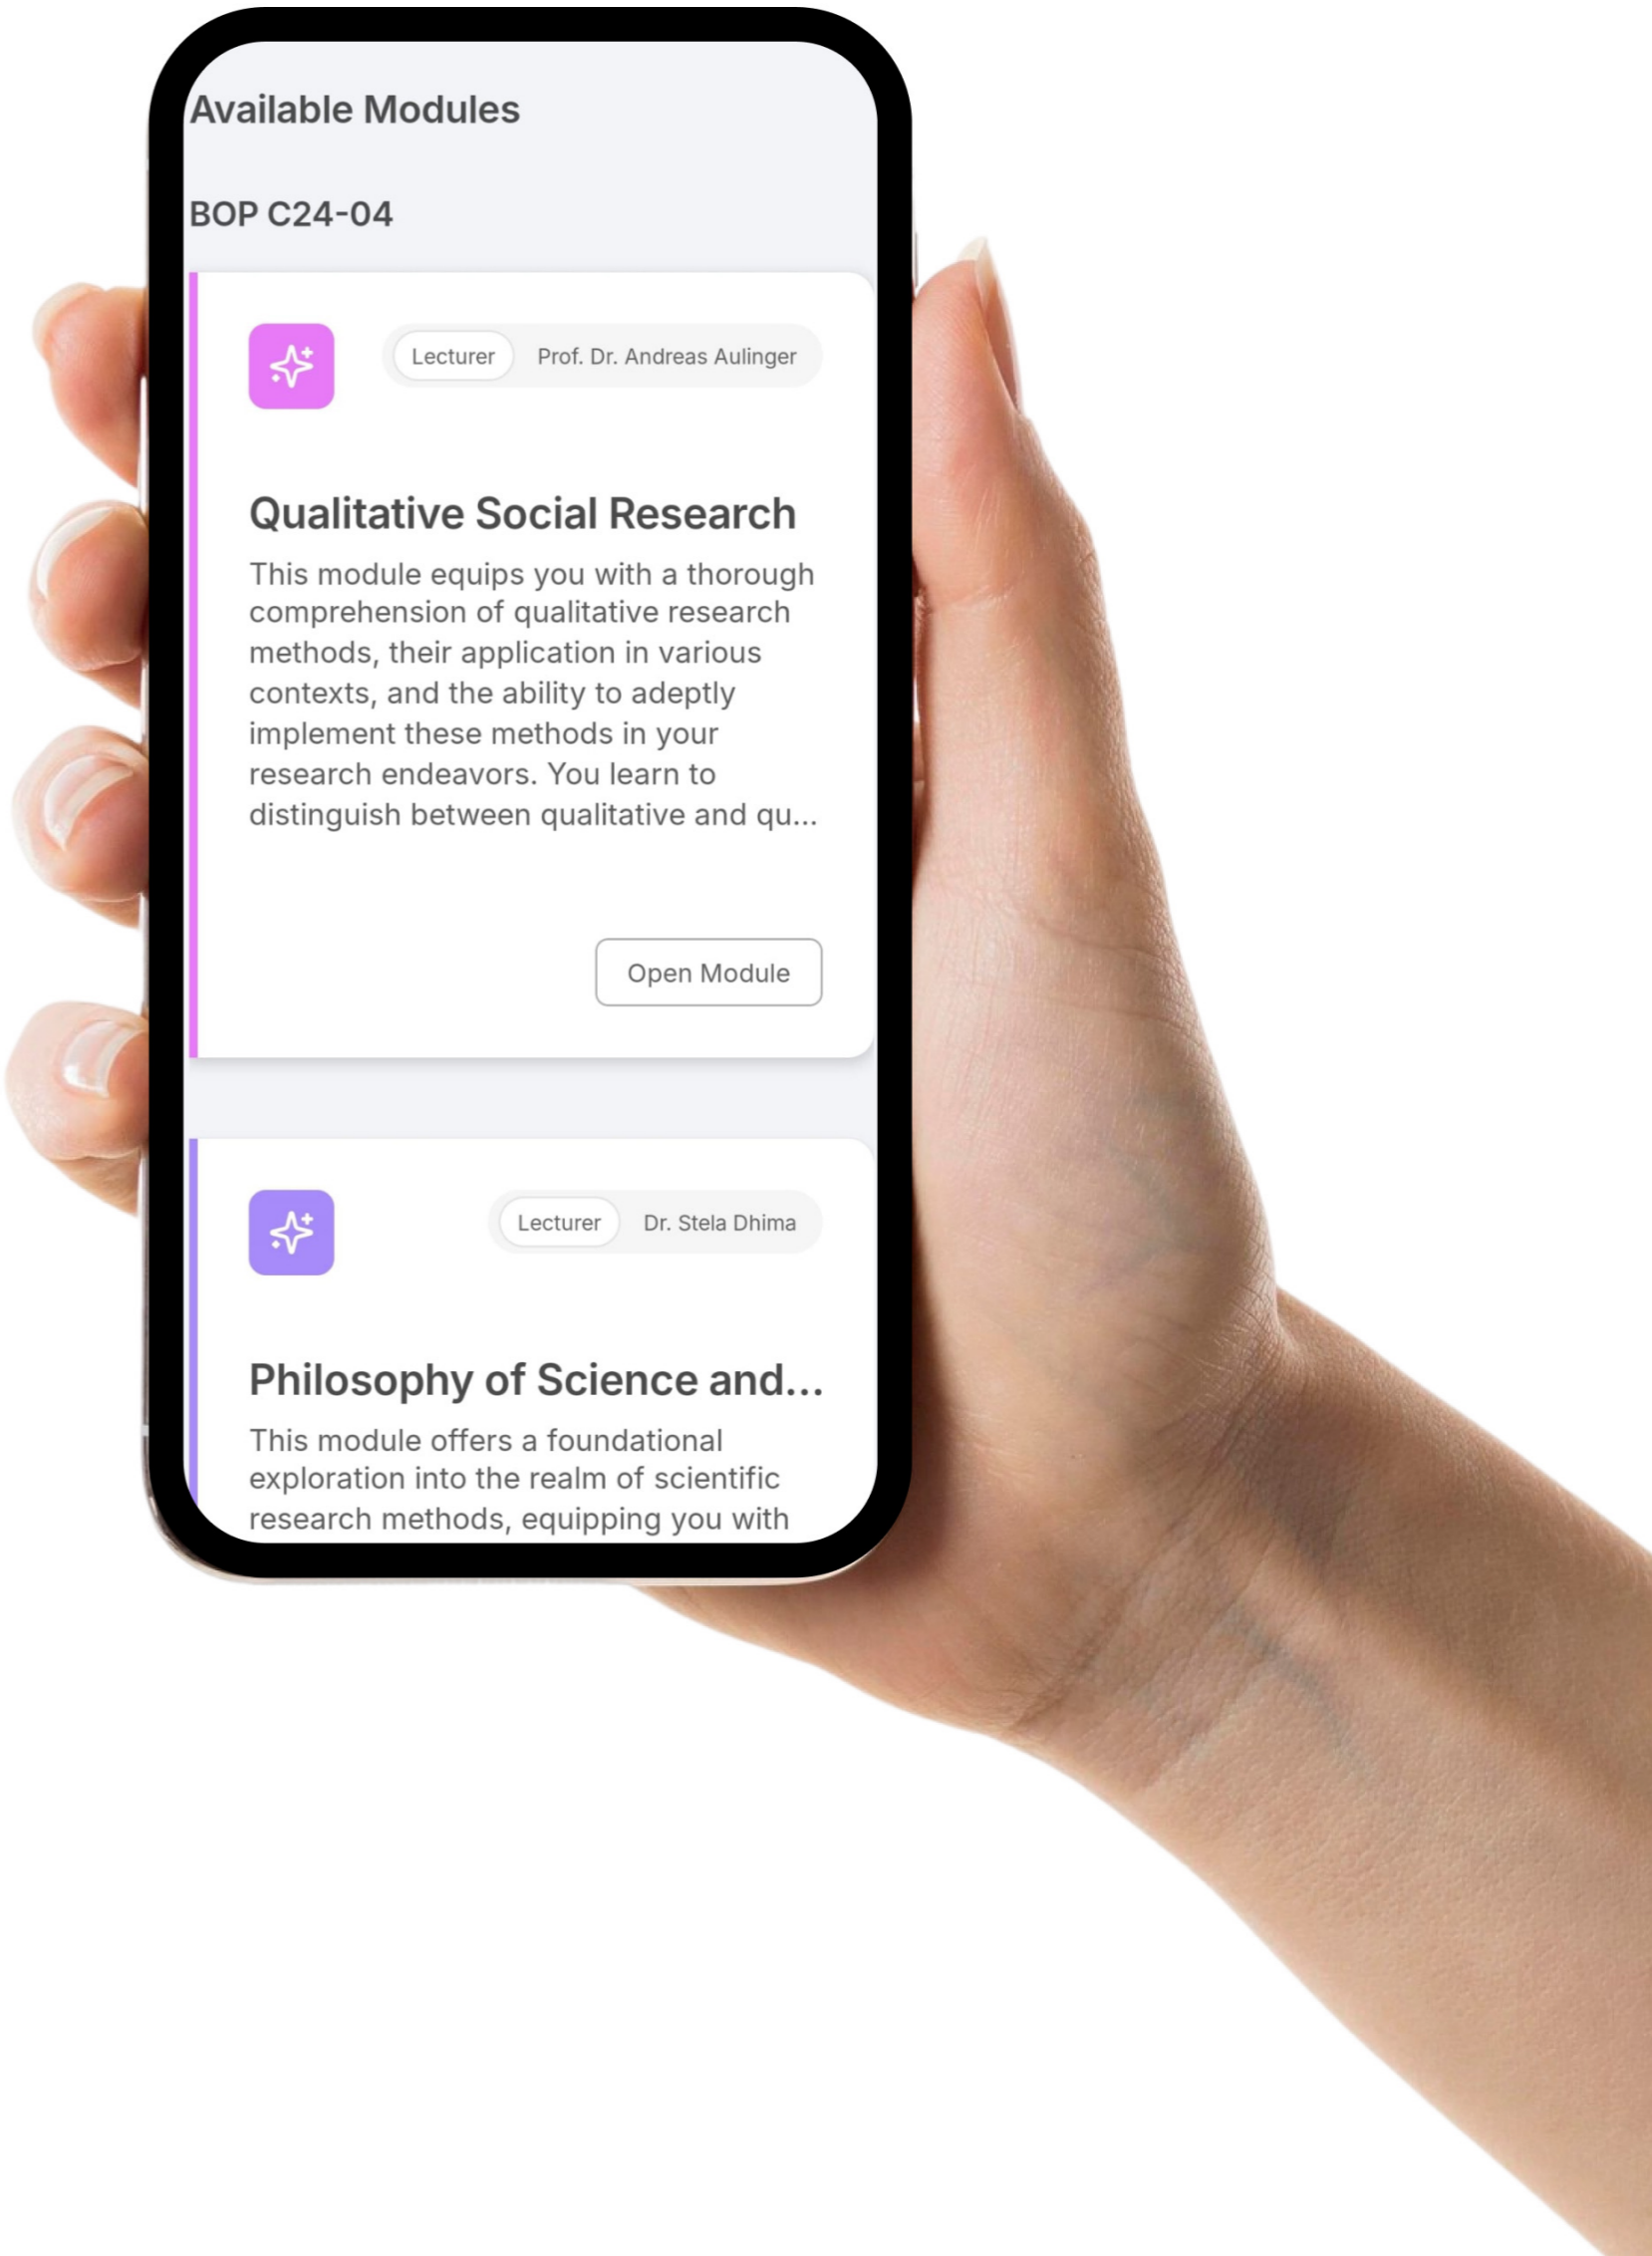 Available Modules
BOP C24-04
Lecturer Prof. Dr. Andreas Aulinger
Qualitative Social Research
This module equips you with a thorough
comprehension of qualitative research
methods, their application in various
contexts, and the ability to adeptly
implement these methods in your
research endeavors. You learn to
distinguish between qualitative and qu...
Open Module
Lecturer Dr. Stela Dhima
Philosophy of Science and...
This module offers a foundational
exploration into the realm of scientific
research methods, equipping you with